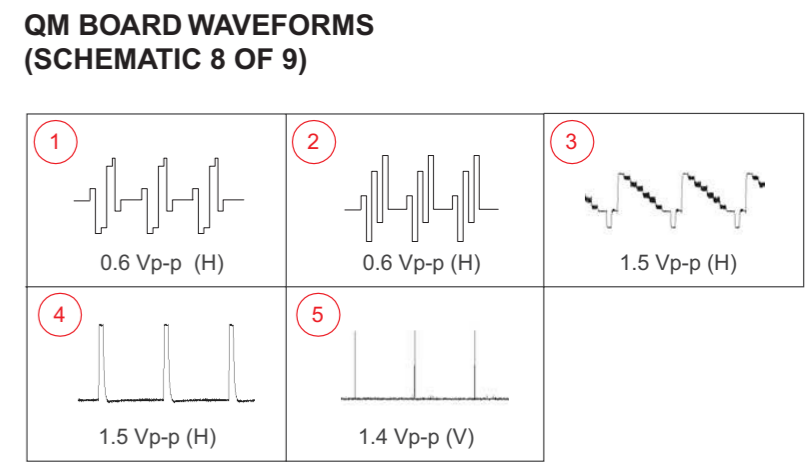 QM BOARD WAVEFORMS
(SCHEMATIC 8 OF 9)
1
0.6 Vp-p (H)
2
0.6 Vp-p (H)
3
1.5 Vp-p (H)
4
1.5 Vp-p (H)
5
1.4 Vp-p (V)